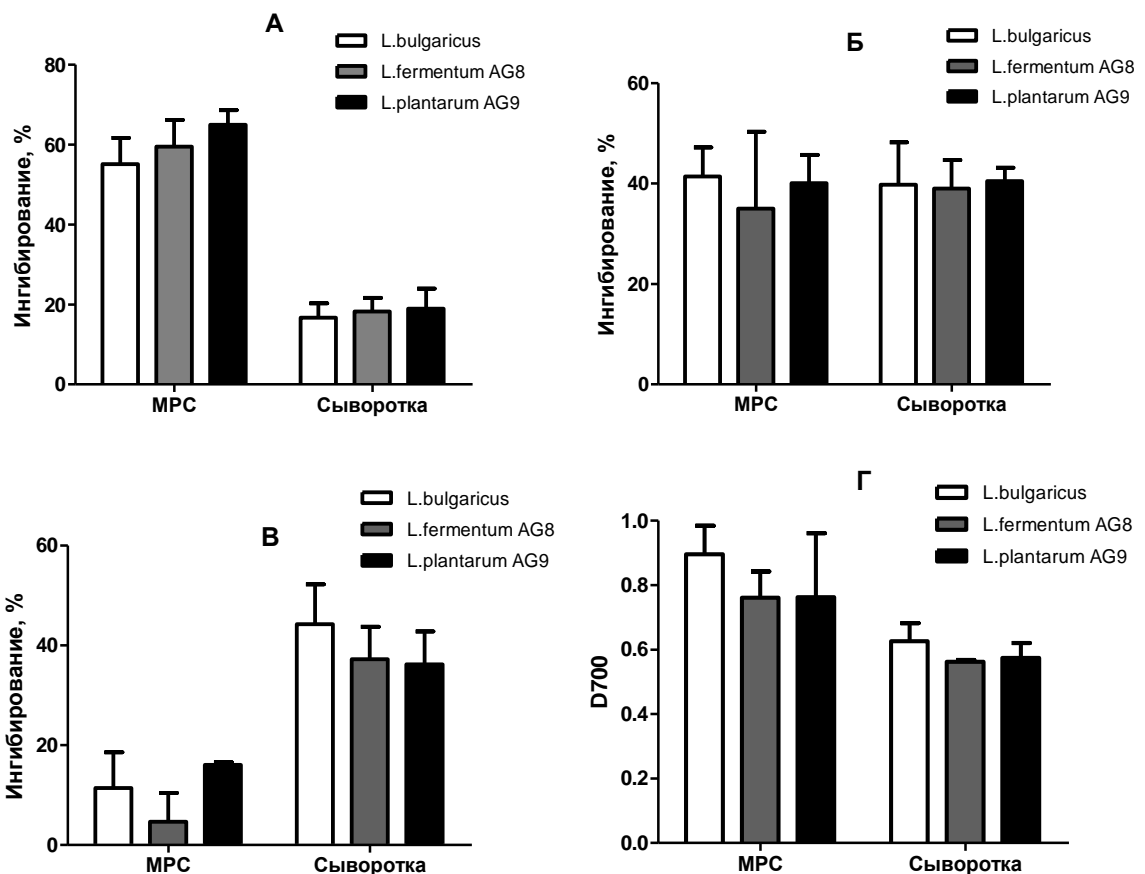 А
L.bulgaricus
L.fermentum AG8
L.plantarum AG9
Ингибирование, %
80
60
40
20
0
МРС
Сыворотка
Б
L.bulgaricus
L.fermentum AG8
L.plantarum AG9
Ингибирование, %
60
40
20
0
МРС
Сыворотка
В
L.bulgaricus
L.fermentum AG8
L.plantarum AG9
Ингибирование, %
60
40
20
0
МРС
Сыворотка
Г
L.bulgaricus
L.fermentum AG8
L.plantarum AG9
D700
1.0
0.8
0.6
0.4
0.2
0.0
МРС
Сыворотка